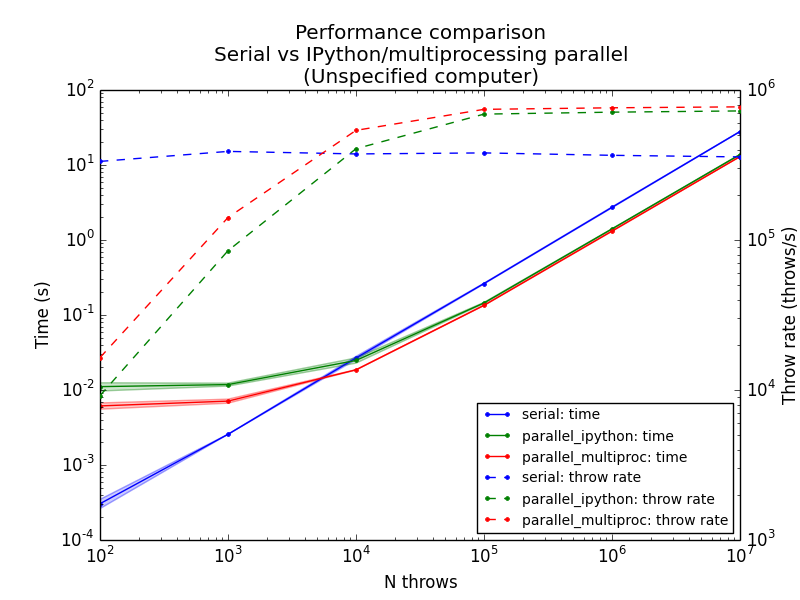 Performance comparison
Serial vs IPython/multiprocessing parallel
(Unspecified computer)
10^2
10^1
10^0
10^-1
10^-2
10^-3
10^-4
Time (s)
10^6
10^5
10^4
10^3
Throw rate (throws/s)
serial: time
parallel_ipython: time
parallel_multiproc: time
serial: throw rate
parallel_ipython: throw rate
parallel_multiproc: throw rate
10^2 10^3 10^4 10^5 10^6 10^7
N throws